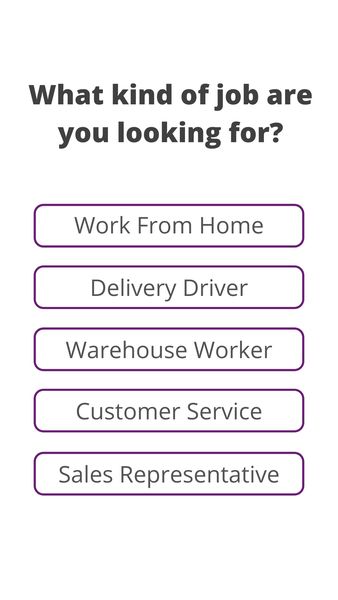 What kind of job are
you looking for?
Work From Home
Delivery Driver
Warehouse Worker
Customer Service
Sales Representative